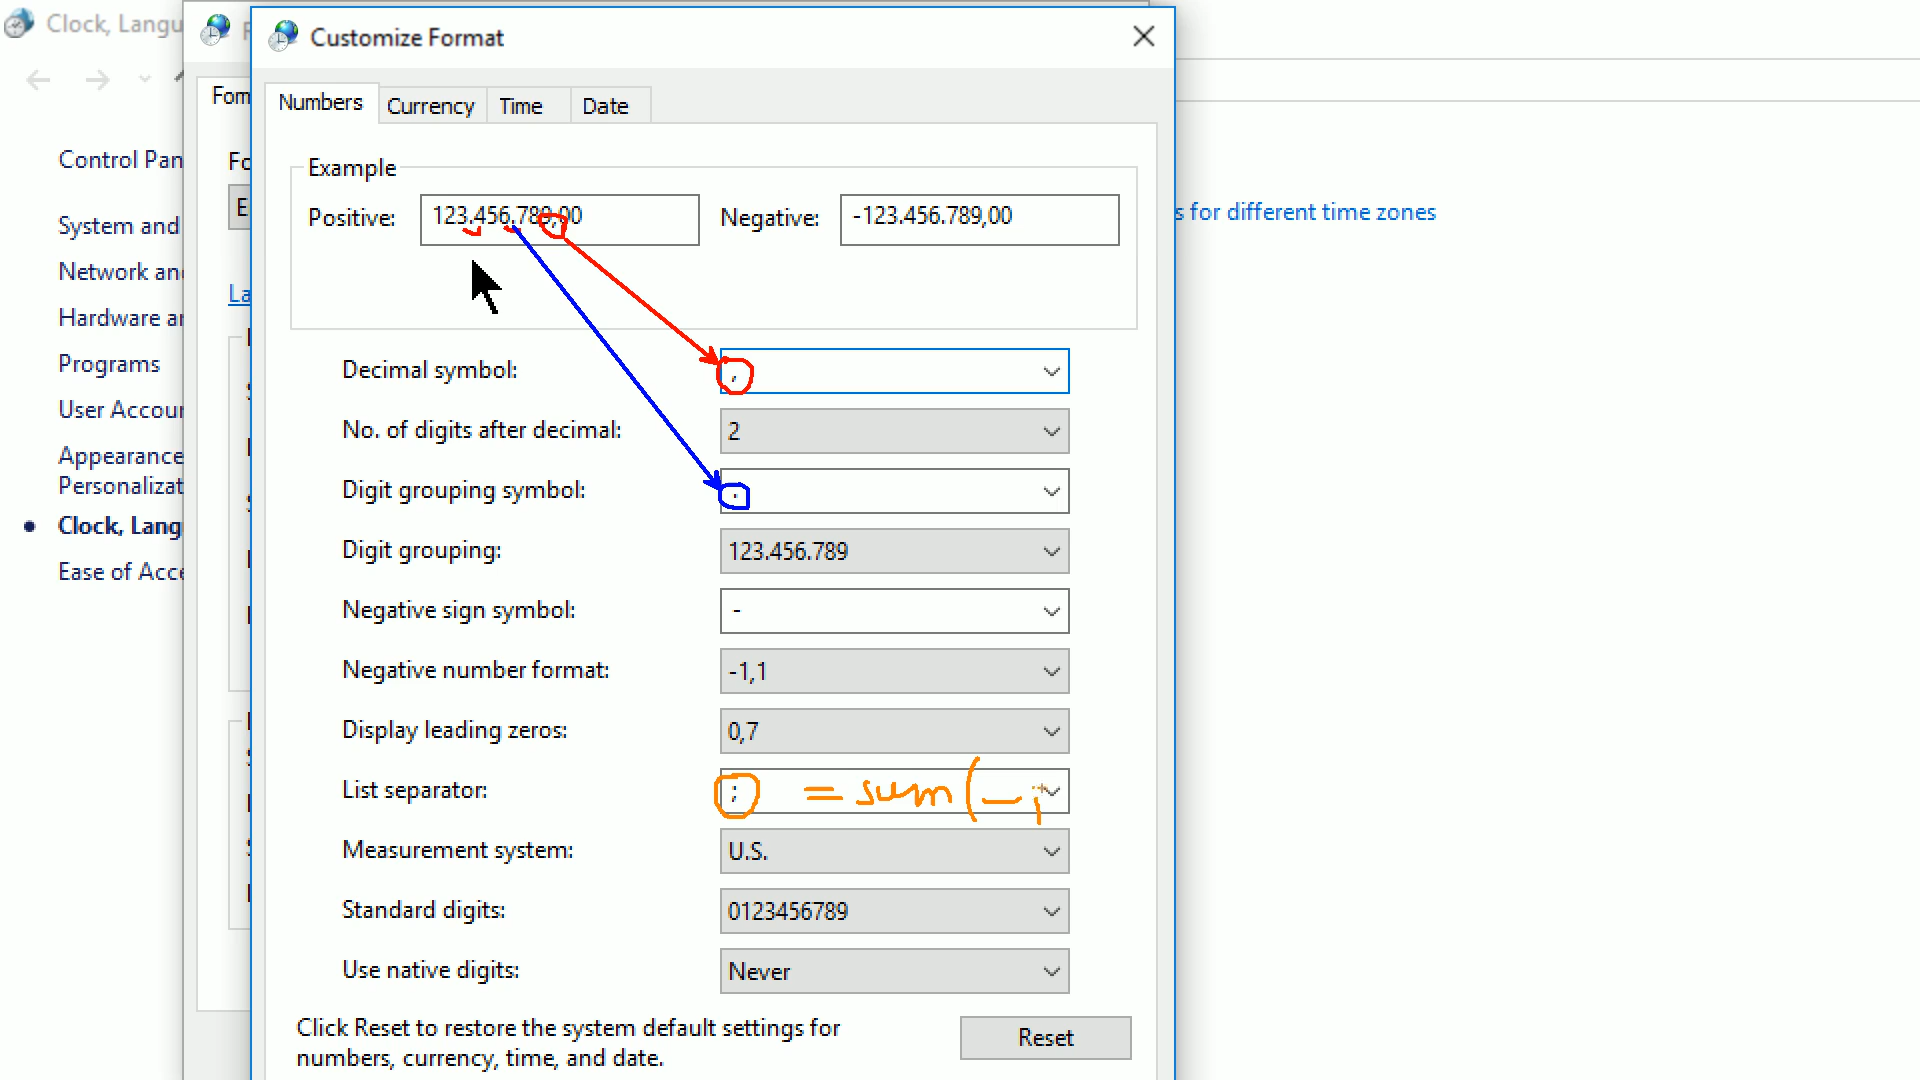 Clock, Langu
Customize Format
Numbers Currency Time Date
Form
Control Pan
Fo
Example
Positive: 123.456.789,00 Negative: -123.456.789,00
E
s for different time zones
System and
Network and
La
Hardware ar
Programs
User Accour
Appearance
Personalizat
Clock, Lang
Ease of Acce
Decimal symbol: ,
No. of digits after decimal: 2
Digit grouping symbol: .
Digit grouping: 123.456.789
Negative sign symbol: -
Negative number format: -1,1
Display leading zeros: 0,7
List separator: ; = sum(– ;
Measurement system: U.S.
Standard digits: 0123456789
Use native digits: Never
Click Reset to restore the system default settings for
numbers, currency, time, and date.
Reset